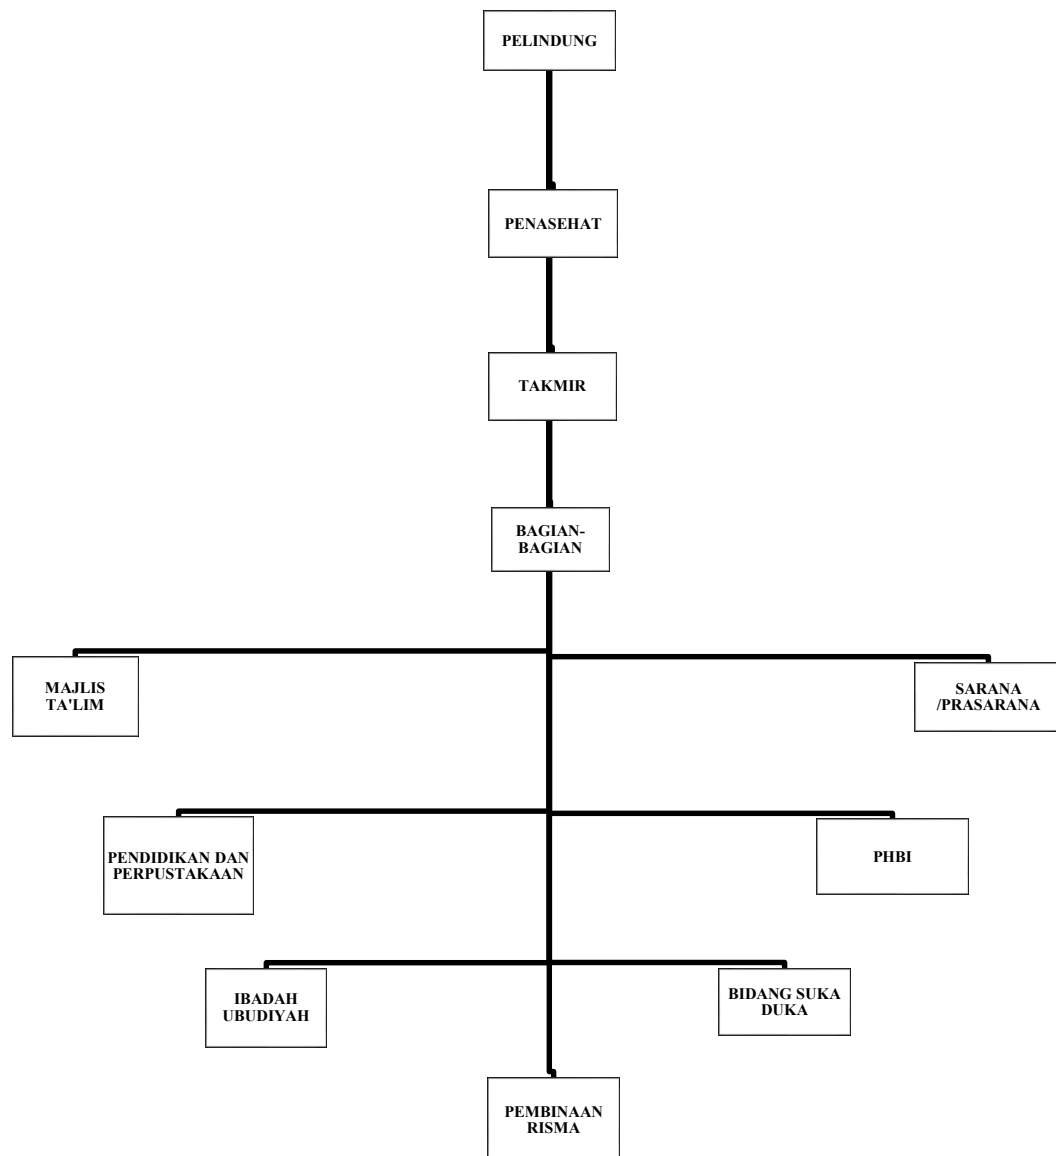 PELINDUNG
PENASEHAT
TAKMIR
BAGIAN-
BAGIAN
MAJLIS
TA'LIM
SARANA
/PRASARANA
PENDIDIKAN DAN
PERPUSTAKAAN
PHBI
IBADAH
UBUDIYAH
BIDANG SUKA
DUKA
PEMBINAAN
RISMA